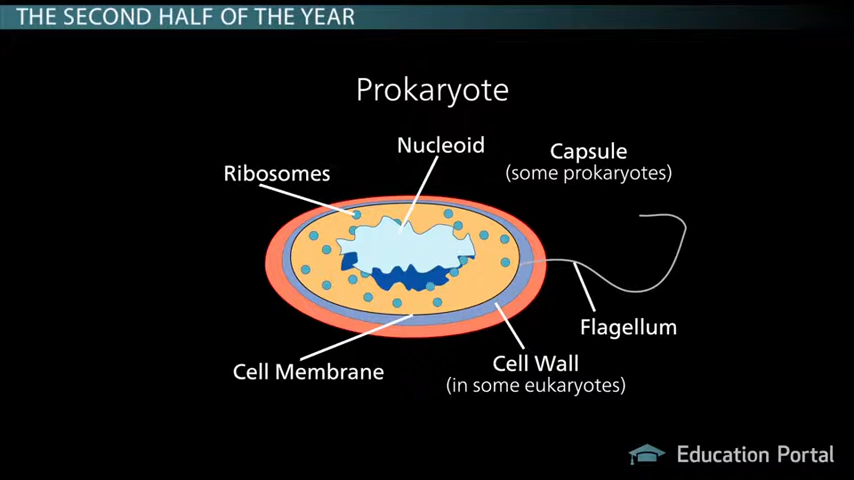 THE SECOND HALF OF THE YEAR
Prokaryote
Nucleoid
Capsule
(some prokaryotes)
Ribosomes
Flagellum
Cell Wall
(in some eukaryotes)
Cell Membrane
Education Portal